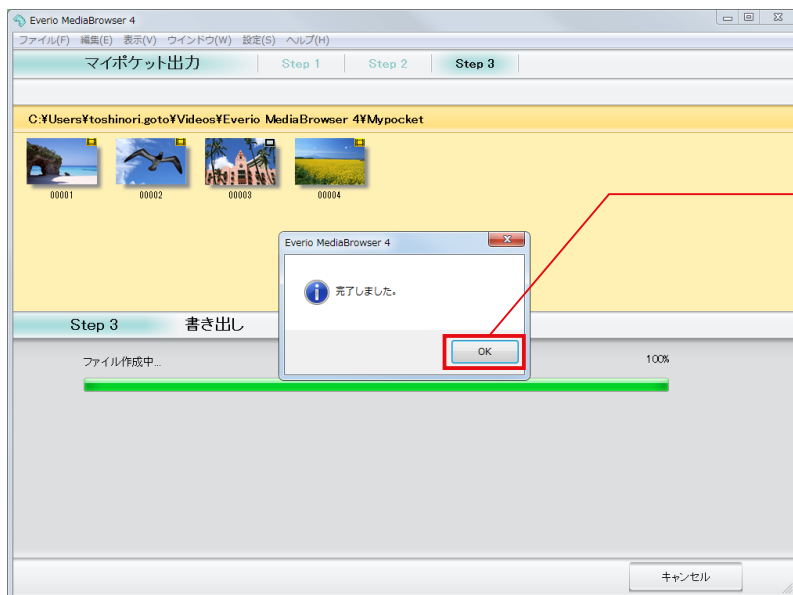 Everio MediaBrowser 4
ファイル(F) 編集(E) 表示(V) ウインドウ(W) 設定(S) ヘルプ(H)
マイポケット出力 Step 1 Step 2 Step 3
C:¥Users¥toshinori.goto¥Videos¥Everio MediaBrowser 4¥Mypocket
00001 00002 00003 00004
Everio MediaBrowser 4
完了しました。
OK
Step 3 書き出し
ファイル作成中... 100%
キャンセル